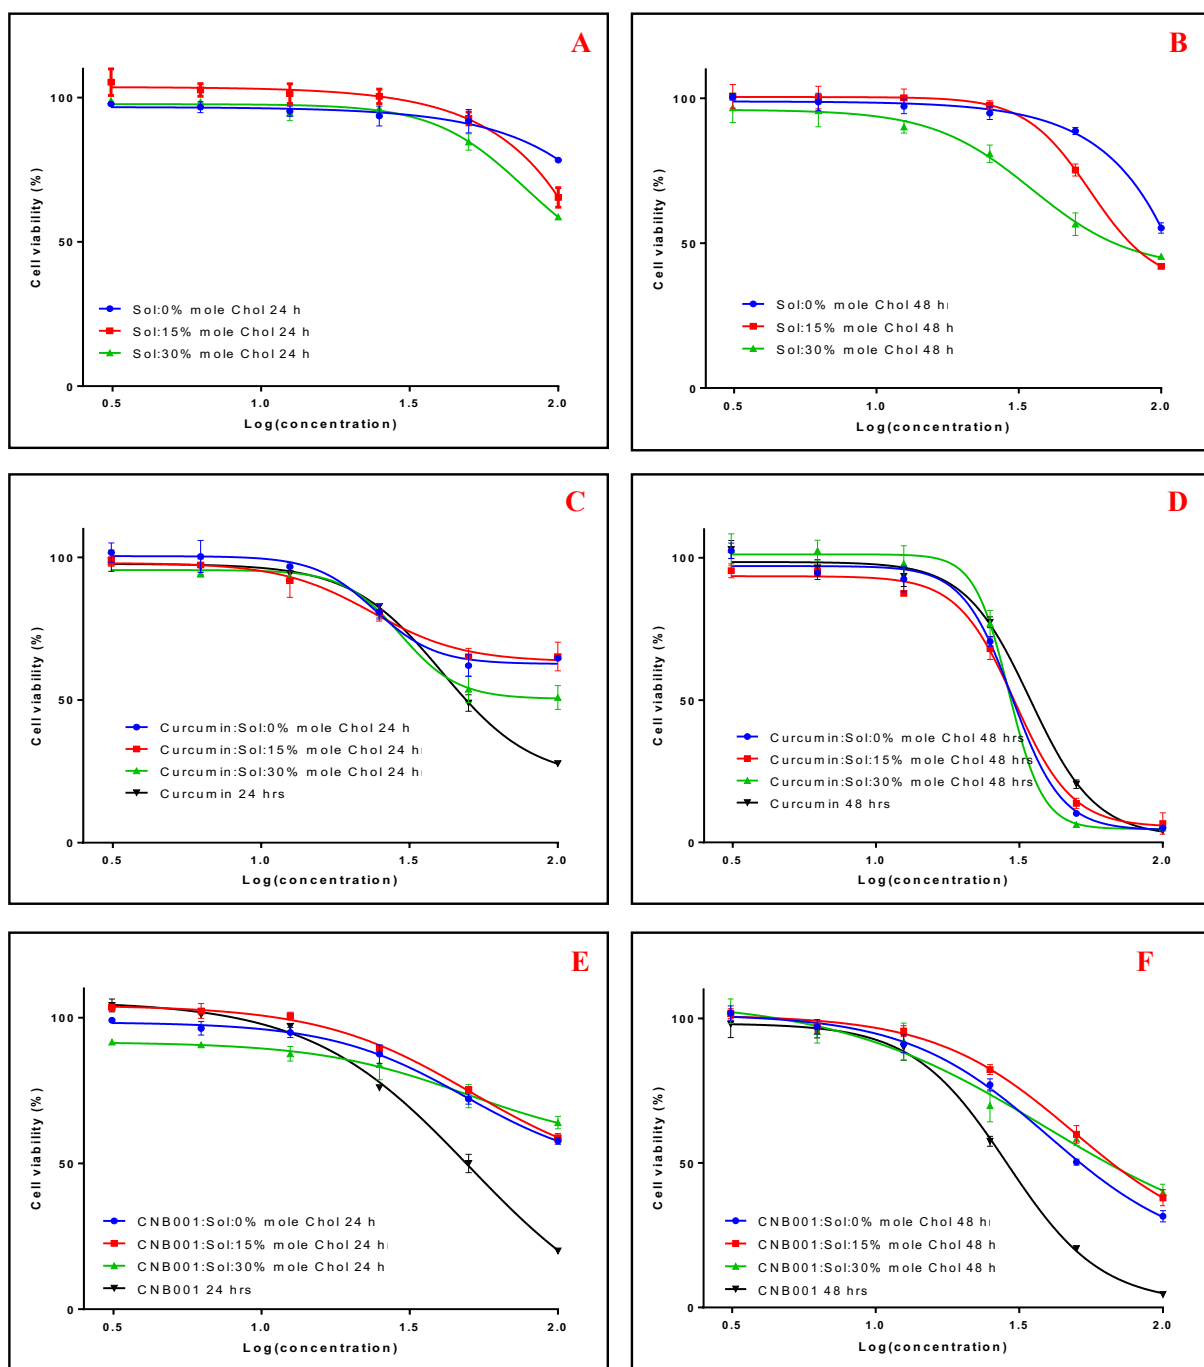 A
100
50
0
Cell viability (%)
Sol:0% mole Chol 24 h
Sol:15% mole Chol 24 h
Sol:30% mole Chol 24 h
0.5 1.0 1.5 2.0
Log(concentration)
B
100
50
0
Cell viability (%)
Sol:0% mole Chol 48 h
Sol:15% mole Chol 48 h
Sol:30% mole Chol 48 h
0.5 1.0 1.5 2.0
Log(concentration)
C
100
50
0
Cell viability (%)
Curcumin:Sol:0% mole Chol 24 h
Curcumin:Sol:15% mole Chol 24 h
Curcumin:Sol:30% mole Chol 24 h
Curcumin 24 hrs
0.5 1.0 1.5 2.0
Log(concentration)
D
100
50
0
Cell viability (%)
Curcumin:Sol:0% mole Chol 48 hrs
Curcumin:Sol:15% mole Chol 48 hrs
Curcumin:Sol:30% mole Chol 48 hrs
Curcumin 48 hrs
0.5 1.0 1.5 2.0
Log(concentration)
E
100
50
0
Cell viability (%)
CNB001:Sol:0% mole Chol 24 h
CNB001:Sol:15% mole Chol 24 h
CNB001:Sol:30% mole Chol 24 h
CNB001 24 hrs
0.5 1.0 1.5 2.0
Log(concentration)
F
100
50
0
Cell viability (%)
CNB001:Sol:0% mole Chol 48 h
CNB001:Sol:15% mole Chol 48 h
CNB001:Sol:30% mole Chol 48 h
CNB001 48 hrs
0.5 1.0 1.5 2.0
Log(concentration)